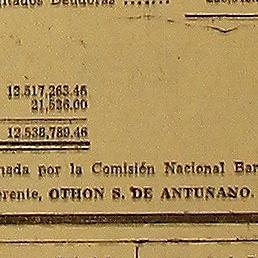 Deudoras .......
12.517,263.46
21,526.00
12.538,789.46
nada por la Comisión Nacional Ban
erente, OTHON S. DE ANTUÑANO.